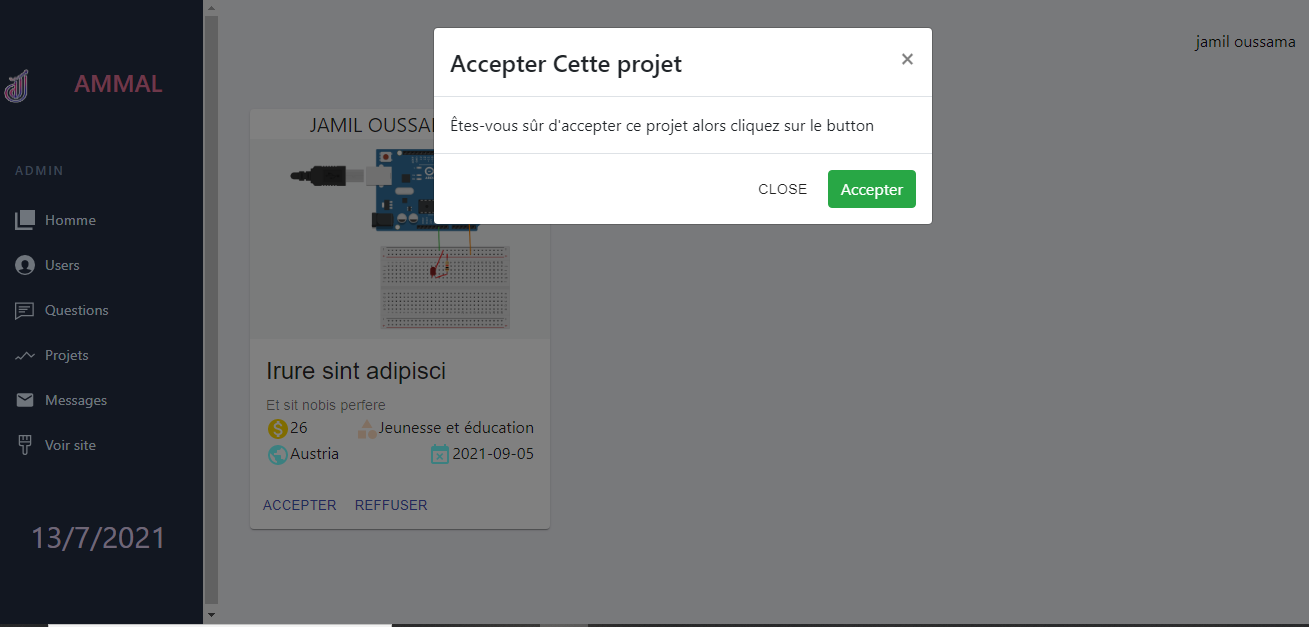 jamil oussama
AMMAL
ADMIN
Homme
Users
Questions
Projets
Messages
Voir site
13/7/2021
Accepter Cette projet
×
Êtes-vous sûr d'accepter ce projet alors cliquez sur le button
CLOSE
Accepter
JAMIL
Irure sint adipisci
Et sit nobis perfere
26
Jeunesse et éducation
Austria
2021-09-05
ACCEPTER
REFFUSER